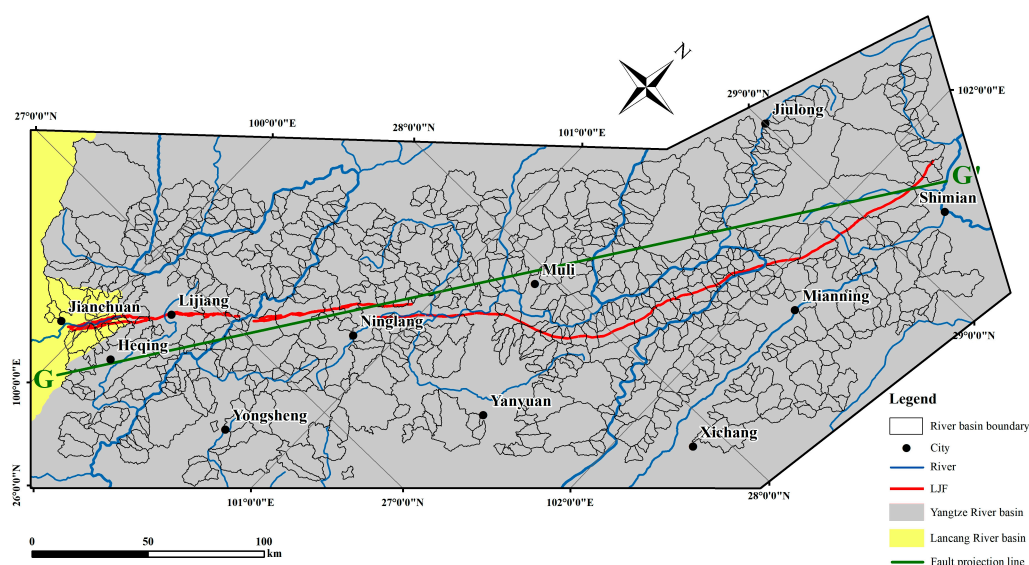 N
102°0'0"E
29°0'0"N
Jiulong
27°0'0"N
100°0'0"E
28°0'0"N
101°0'0"E
G'
Shimian
Muli
Mianning
Jianchuan
Lijiang
Ninglang
Heqing
29°0'0"N
G
100°0'0"E
Yanyuan
Yongsheng
Xichang
26°0'0"N
101°0'0"E
27°0'0"N
102°0'0"E
28°0'0"N
Legend
River basin boundary
City
River
LJF
Yangtze River basin
Lancang River basin
Fault projection line
0 50 100
km